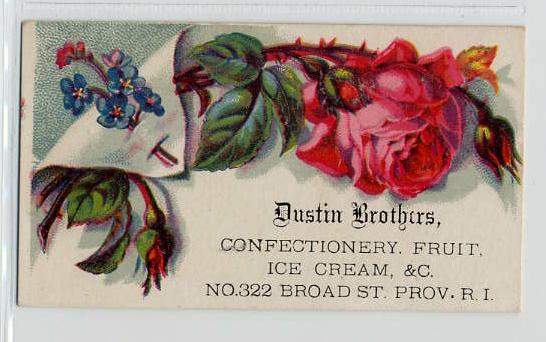 Dustin Brothers,
CONFECTIONERY. FRUIT,
ICE CREAM, &C.
NO.322 BROAD ST. PROV. R. I.